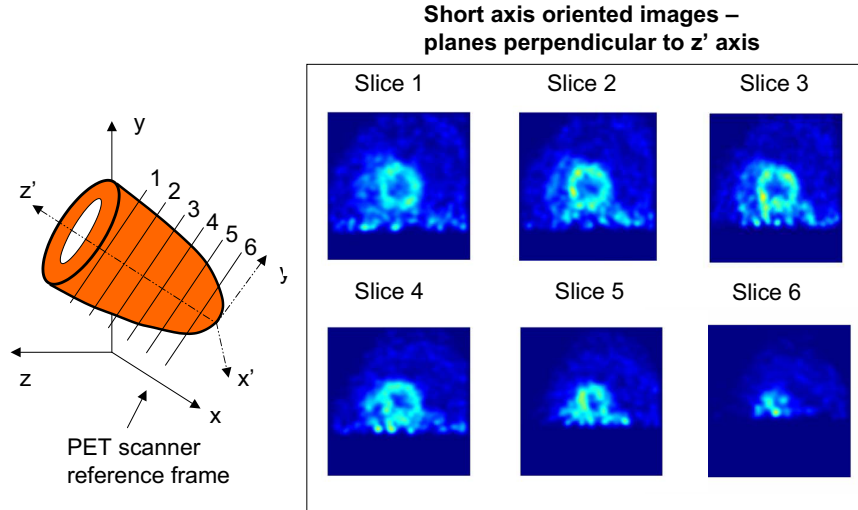 Short axis oriented images –
planes perpendicular to z' axis
Slice 1
Slice 2
Slice 3
y
z'
1
2
3
4
5
6
y
z
x'
x
Slice 4
Slice 5
Slice 6
PET scanner
reference frame